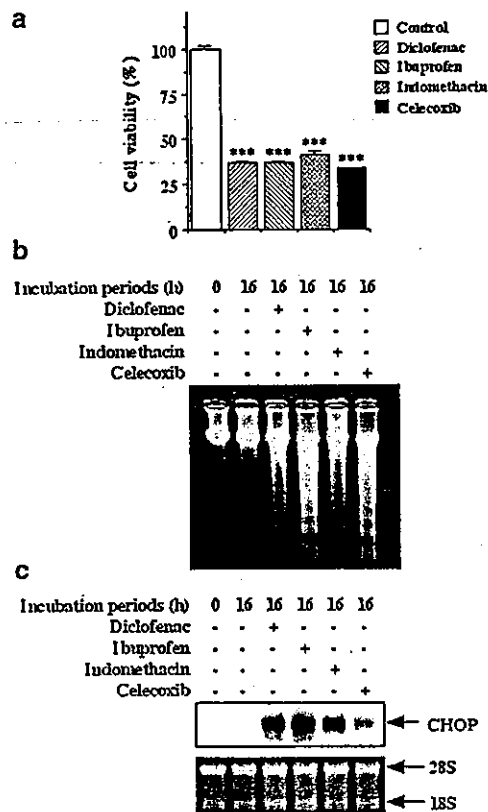 a
Control
Diclofenac
Ibuprofen
Indomethacin
Celecoxib
Cell viability (%)
100
75
50
25
0
***
***
***
***
b
Incubation periods (h) 0 16 16 16 16 16
Diclofenac - - + - - -
Ibuprofen - - - + - -
Indomethacin - - - - + -
Celecoxib - - - - - +
c
Incubation periods (h) 0 16 16 16 16 16
Diclofenac - - + - - -
Ibuprofen - - - + - -
Indomethacin - - - - + -
Celecoxib - - - - - +
CHOP
28S
18S